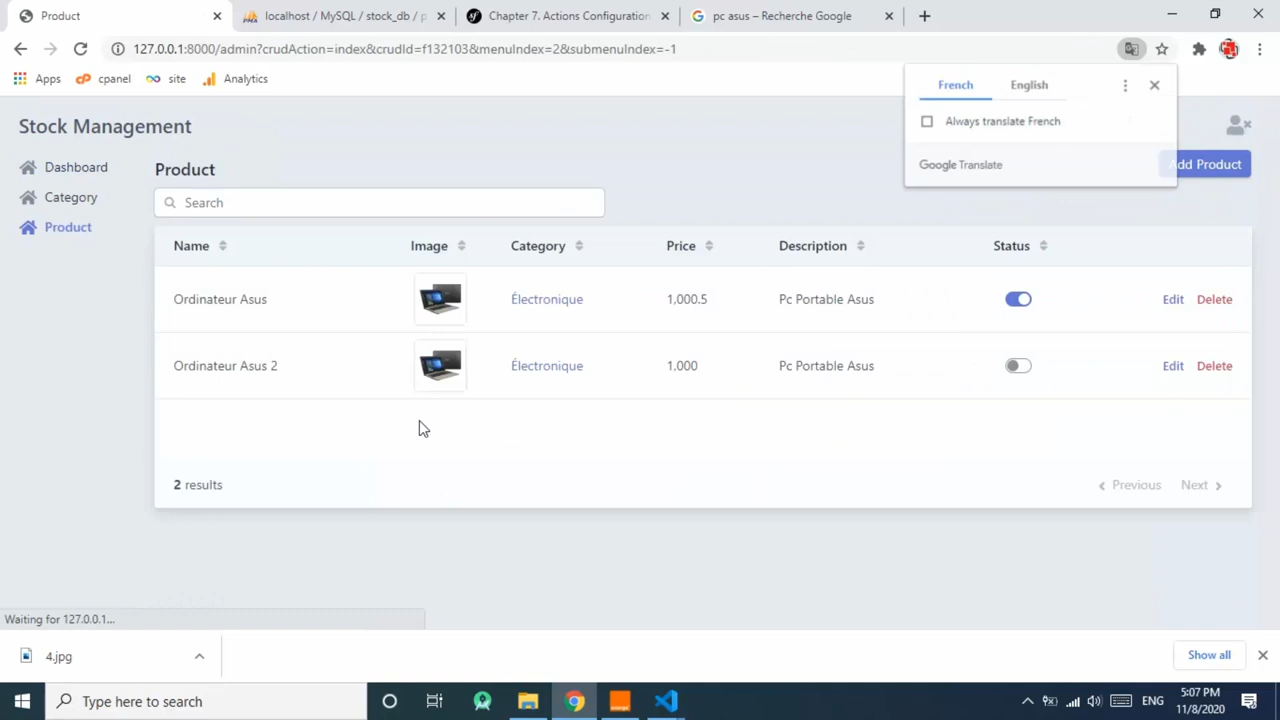 Product
localhost / MySQL / stock_db / p
Chapter 7. Actions Configuration
pc asus – Recherche Google
127.0.0.1:8000/admin?crudAction=index&crudId=f132103&menuIndex=2&submenuIndex=-1
Apps
cpanel
site
Analytics
French
English
Always translate French
Google Translate
Stock Management
Dashboard
Category
Product
Product
Add Product
Search
Name
Image
Category
Price
Description
Status
Ordinateur Asus
Électronique
1,000.5
Pc Portable Asus
Edit
Delete
Ordinateur Asus 2
Électronique
1.000
Pc Portable Asus
Edit
Delete
2 results
Previous
Next
Waiting for 127.0.0.1...
4.jpg
Show all
Type here to search
ENG
5:07 PM
11/8/2020